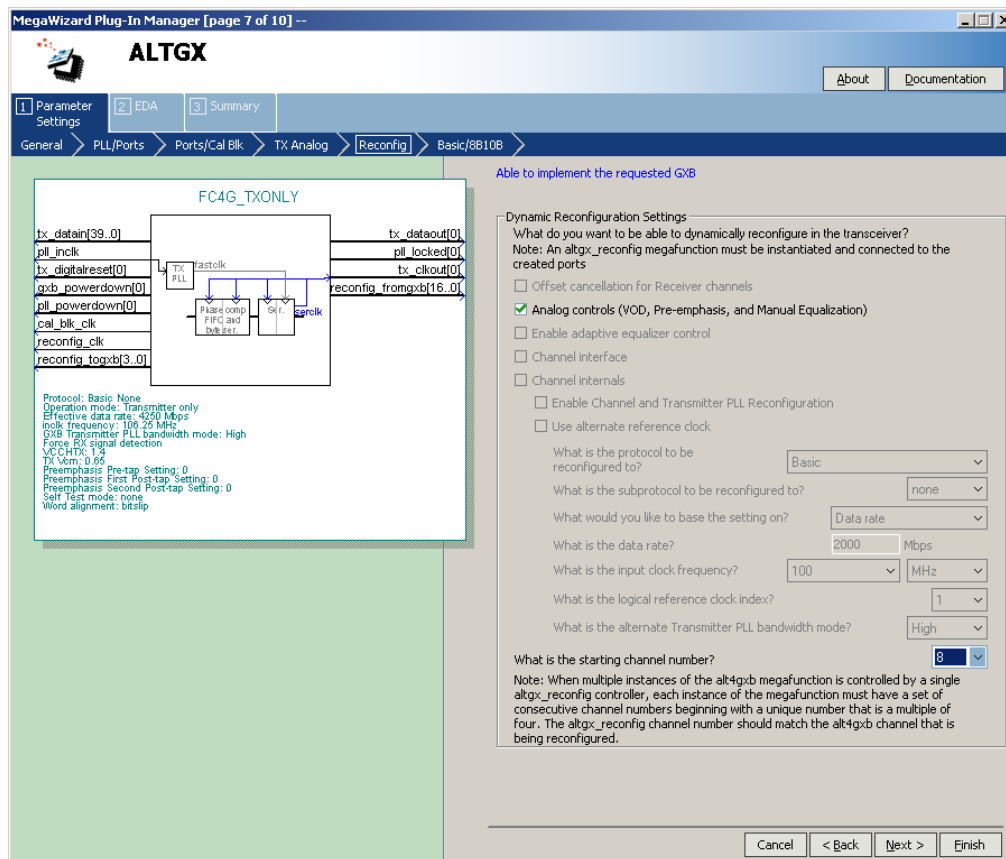 MegaWizard Plug-In Manager [page 7 of 10] --
ALTGX
About
Documentation
1 Parameter Settings
2 EDA
3 Summary
General
PLL/Ports
Ports/Cal Blk
TX Analog
Reconfig
Basic/8B10B
FC4G_TXONLY
tx_datain[39..0]
pll_inclk
tx_digitalreset[0]
gxb_powerdown[0]
pll_powerdown[0]
cal_blk_clk
reconfig_clk
reconfig_togxb[3..0]
TX
PLL
fastclk
Phase comp
FIFO and
byte ser.
Ser.
serclk
tx_dataout[0]
pll_locked[0]
tx_clkout[0]
reconfig_fromgxb[16..0]
Protocol: Basic None
Operation mode: Transmitter only
Effective data rate: 4250 Mbps
inclk frequency: 106.25 MHz
GXB Transmitter PLL bandwidth mode: High
Force RX signal detection
VCCHTX: 1.4
TX Vcm: 0.65
Preemphasis Pre-tap Setting: 0
Preemphasis First Post-tap Setting: 0
Preemphasis Second Post-tap Setting: 0
Self Test mode: none
Word alignment: bitslip
Able to implement the requested GXB
Dynamic Reconfiguration Settings
What do you want to be able to dynamically reconfigure in the transceiver?
Note: An altgx_reconfig megafunction must be instantiated and connected to the
created ports
Offset cancellation for Receiver channels
Analog controls (VOD, Pre-emphasis, and Manual Equalization)
Enable adaptive equalizer control
Channel interface
Channel internals
Enable Channel and Transmitter PLL Reconfiguration
Use alternate reference clock
What is the protocol to be
reconfigured to?
Basic
What is the subprotocol to be reconfigured to?
none
What would you like to base the setting on?
Data rate
What is the data rate?
2000
Mbps
What is the input clock frequency?
100
MHz
What is the logical reference clock index?
1
What is the alternate Transmitter PLL bandwidth mode?
High
What is the starting channel number?
8
Note: When multiple instances of the alt4gxb megafunction is controlled by a single
altgx_reconfig controller, each instance of the megafunction must have a set of
consecutive channel numbers beginning with a unique number that is a multiple of
four. The altgx_reconfig channel number should match the alt4gxb channel that is
being reconfigured.
Cancel
< Back
Next >
Finish